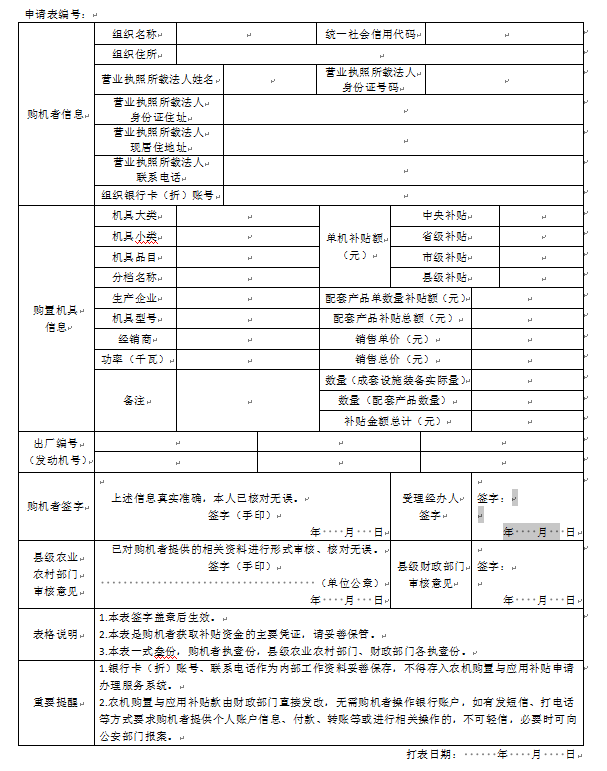 申请表编号：
购机者信息
组织名称
统一社会信用代码
组织住所
营业执照所载法人姓名
营业执照所载法人
身份证号码
营业执照所载法人
身份证住址
营业执照所载法人
现居住地址
营业执照所载法人
联系电话
组织银行卡（折）账号
购置机具
信息
机具大类
单机补贴额
（元）
中央补贴
机具小类
省级补贴
机具品目
市级补贴
分档名称
县级补贴
生产企业
配套产品单数量补贴额（元）
机具型号
配套产品补贴总额（元）
经销商
销售单价（元）
功率（千瓦）
销售总价（元）
备注
数量（成套设施装备实际量）
数量（配套产品数量）
补贴金额总计（元）
出厂编号
（发动机号）
购机者签字
上述信息真实准确，本人已核对无误。
签字（手印）
年 月 日
受理经办人
签字
签字：
年 月 日
县级农业
农村部门
审核意见
已对购机者提供的相关资料进行形式审核、核对无误。
签字（手印）
（单位公章）
年 月 日
县级财政部门
审核意见
签字：
年 月 日
表格说明
1.本表签字盖章后生效。
2.本表是购机者获取补贴资金的主要凭证，请妥善保管。
3.本表一式叁份，购机者执壹份，县级农业农村部门、财政部门各执壹份。
重要提醒
1.银行卡（折）账号、联系电话作为内部工作资料妥善保存，不得存入农机购置与应用补贴申请
办理服务系统。
2.农机购置与应用补贴款由财政部门直接发放，无需购机者操作银行账户，如有发短信、打电话
等方式要求购机者提供个人账户信息、付款、转账等或进行相关操作的，不可轻信，必要时可向
公安部门报案。
打表日期： 年 月 日